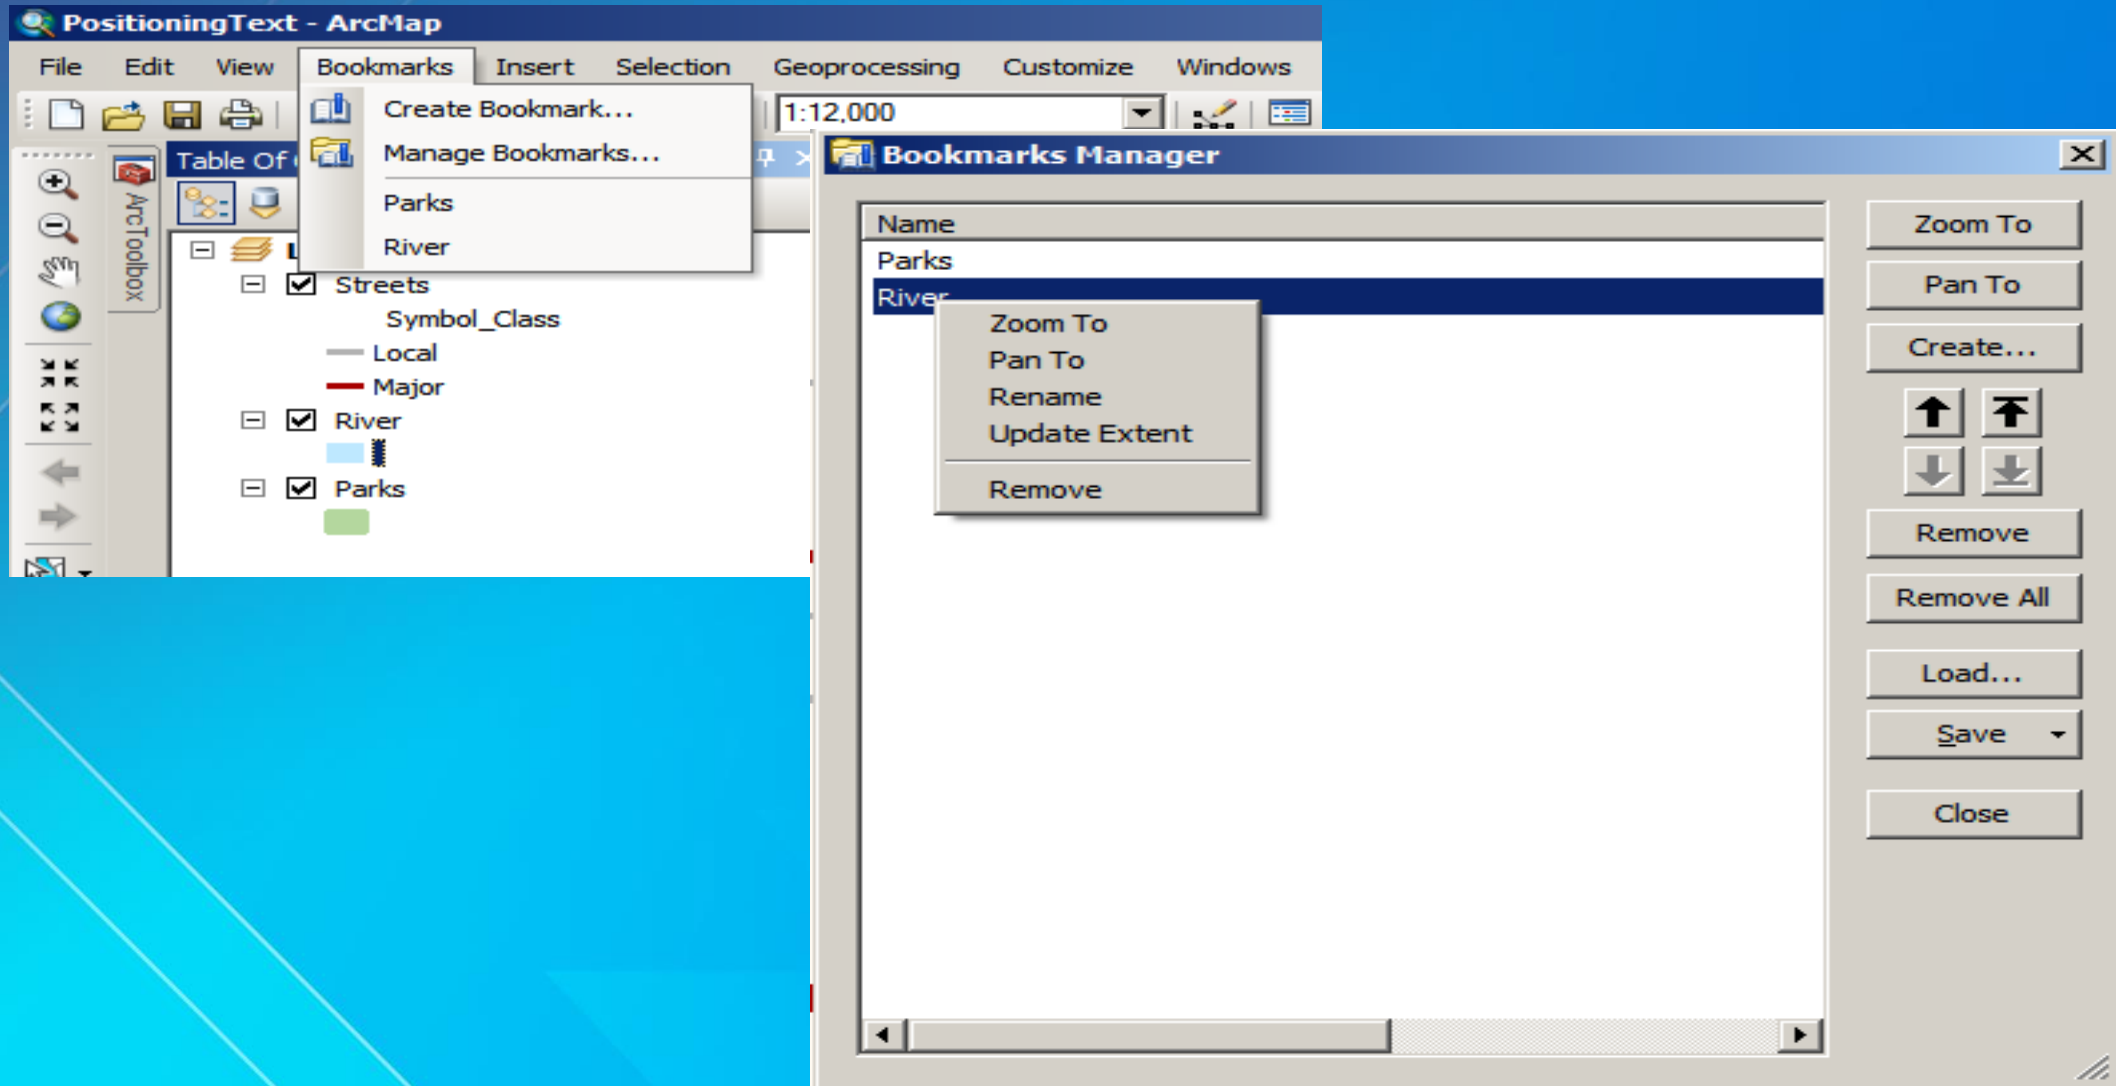 PositioningText - ArcMap
File Edit View Bookmarks Insert Selection Geoprocessing Customize Windows
Create Bookmark...
Manage Bookmarks...
Parks
River
1:12,000
ArcToolbox
Table Of
Streets
Symbol_Class
Local
Major
River
Parks
Bookmarks Manager
Name
Parks
River
Zoom To
Pan To
Rename
Update Extent
Remove
Zoom To
Pan To
Create...
Remove
Remove All
Load...
Save
Close